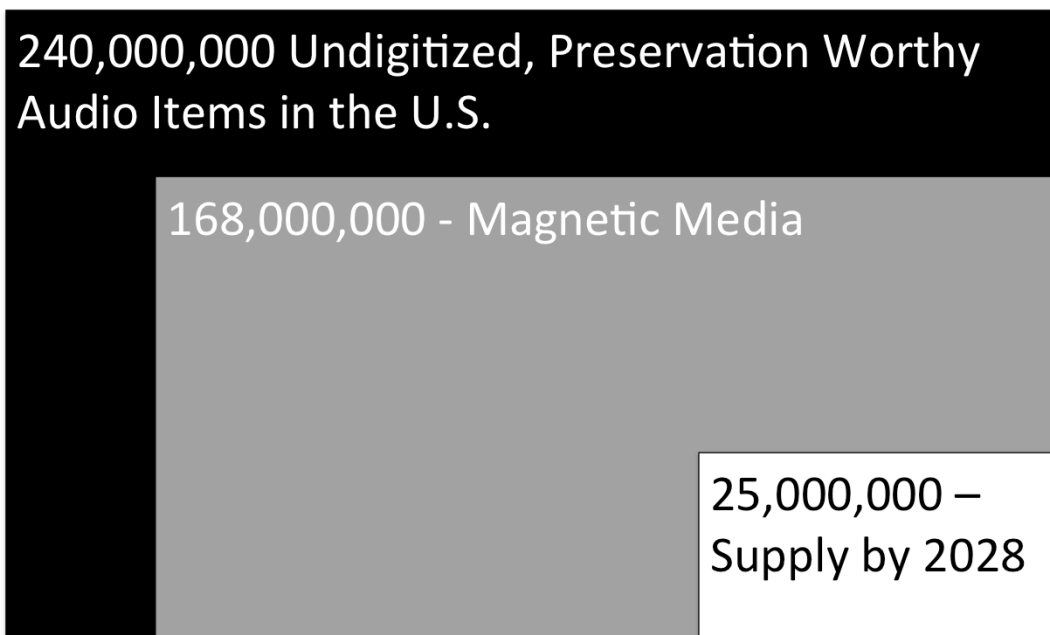 240,000,000 Undigitized, Preservation Worthy
Audio Items in the U.S.
168,000,000 - Magnetic Media
25,000,000 –
Supply by 2028